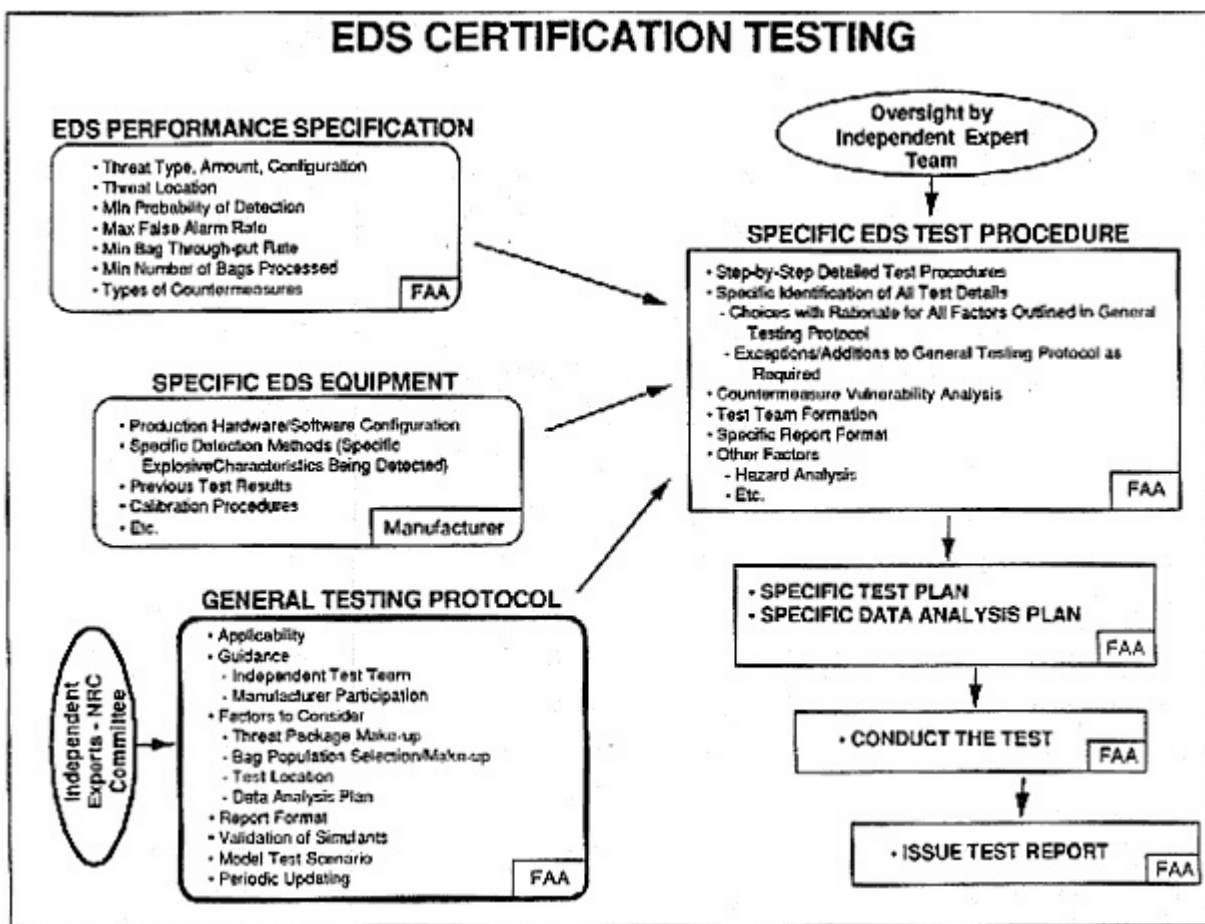 EDS CERTIFICATION TESTING
EDS PERFORMANCE SPECIFICATION
• Threat Type, Amount, Configuration
• Threat Location
• Min Probability of Detection
• Max False Alarm Rate
• Min Bag Through-put Rate
• Min Number of Bags Processed
• Types of Countermeasures
FAA
SPECIFIC EDS EQUIPMENT
• Production Hardware/Software Configuration
• Specific Detection Methods (Specific
Explosive Characteristics Being Detected)
• Previous Test Results
• Calibration Procedures
• Etc.
Manufacturer
Independent
Experts - NRC
Committee
GENERAL TESTING PROTOCOL
• Applicability
• Guidance
- Independent Test Team
- Manufacturer Participation
• Factors to Consider
- Threat Package Make-up
- Bag Population Selection/Make-up
- Test Location
- Data Analysis Plan
• Report Format
• Validation of Simulants
• Model Test Scenario
• Periodic Updating
FAA
Oversight by
Independent Expert
Team
SPECIFIC EDS TEST PROCEDURE
• Step-by-Step Detailed Test Procedures
• Specific Identification of All Test Details
- Choices with Rationale for All Factors Outlined in General
Testing Protocol
- Exceptions/Additions to General Testing Protocol as
Required
• Countermeasure Vulnerability Analysis
• Test Team Formation
• Specific Report Format
• Other Factors
- Hazard Analysis
- Etc.
FAA
• SPECIFIC TEST PLAN
• SPECIFIC DATA ANALYSIS PLAN
FAA
• CONDUCT THE TEST
FAA
• ISSUE TEST REPORT
FAA